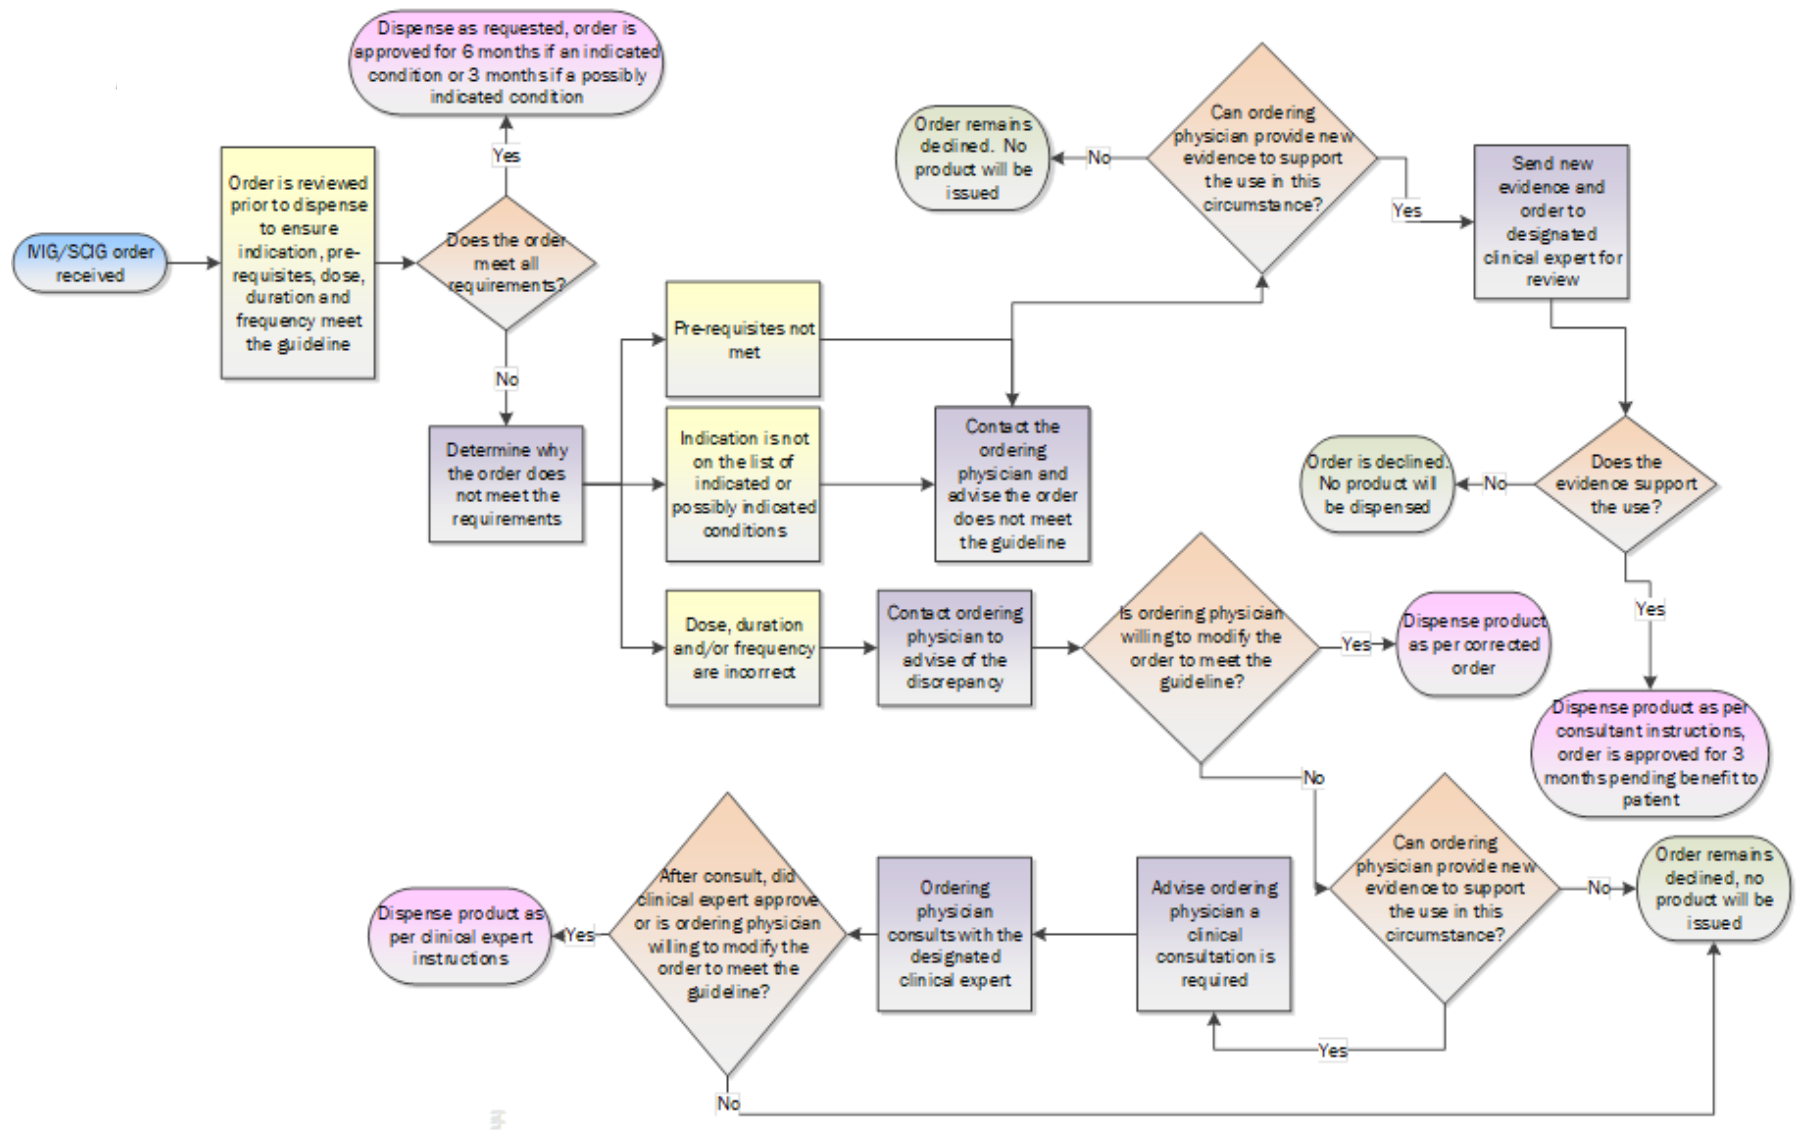 Dispense as requested, order is
approved for 6 months if an indicated
condition or 3 months if a possibly
indicated condition
Yes
IVIG/SCIG order
received
Order is reviewed
prior to dispense
to ensure
indication, pre-
requisites, dose,
duration and
frequency meet
the guideline
Does the order
meet all
requirements?
No
Determine why
the order does
not meet the
requirements
Pre-requisites not
met
Indication is not
on the list of
indicated or
possibly indicated
conditions
Dose, duration
and/or frequency
are incorrect
Contact the
ordering
physician and
advise the order
does not meet
the guideline
Can ordering
physician provide new
evidence to support
the use in this
circumstance?
No
Order remains
declined. No
product will be
issued
Yes
Send new
evidence and
order to
designated
clinical expert for
review
Does the
evidence support
the use?
No
Order is declined.
No product will
be dispensed
Yes
Dispense product as per
consultant instructions,
order is approved for 3
months pending benefit to
patient
Contact ordering
physician to
advise of the
discrepancy
Is ordering physician
willing to modify the
order to meet the
guideline?
Yes
Dispense product
as per corrected
order
No
Can ordering
physician provide new
evidence to support
the use in this
circumstance?
No
Order remains
declined, no
product will be
issued
Yes
Advise ordering
physician a
clinical
consultation is
required
Ordering
physician
consults with the
designated
clinical expert
After consult, did
clinical expert approve
or is ordering physician
willing to modify the
order to meet the
guideline?
Yes
Dispense product as
per clinical expert
instructions
No